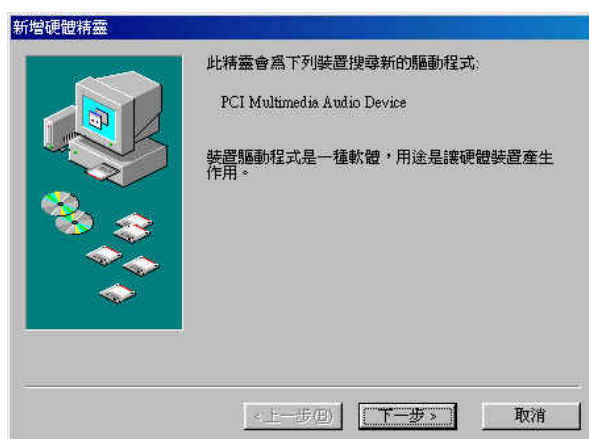 新增硬體精靈
此精靈會為下列裝置搜尋新的驅動程式:
PCI Multimedia Audio Device
裝置驅動程式是一種軟體，用途是讓硬體裝置產生
作用。
<上一步(B)
下一步 >
取消